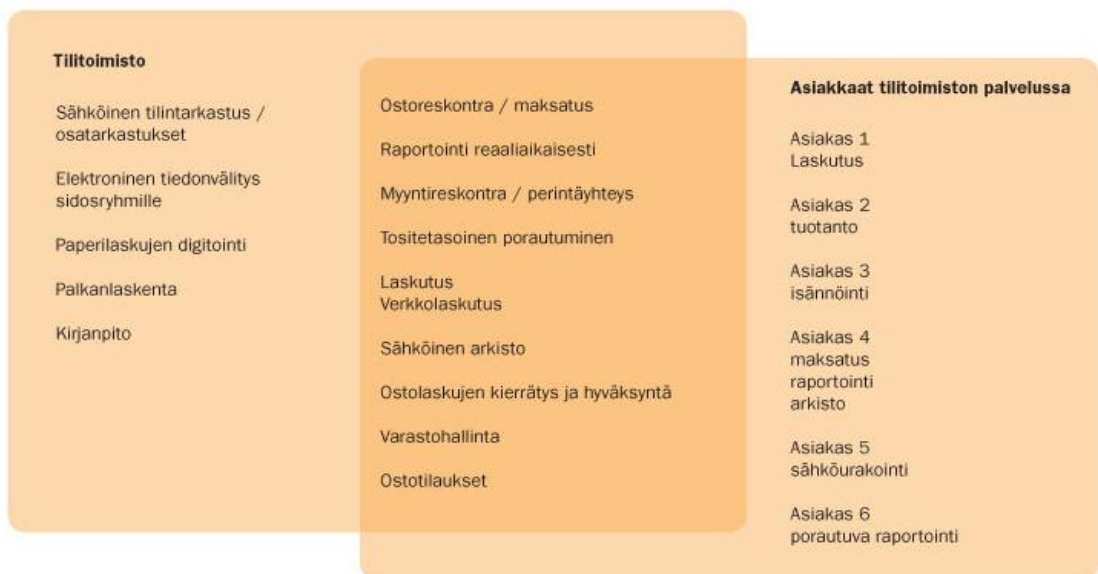 Tilitoimisto
Sähköinen tilintarkastus /
osatarkastukset
Elektroninen tiedonvälitys
sidosryhmille
Paperilaskujen digitointi
Palkanlaskenta
Kirjanpito
Ostoreskontra / maksatus
Raportointi reaaliaikaisesti
Myyntireskontra / perintäyhteys
Tositetasoinen porautuminen
Laskutus
Verkkolaskutus
Sähköinen arkisto
Ostolaskujen kierrätys ja hyväksyntä
Varastohallinta
Ostotilaukset
Asiakkaat tilitoimiston palvelussa
Asiakas 1
Laskutus
Asiakas 2
tuotanto
Asiakas 3
isännöinti
Asiakas 4
maksatus
raportointi
arkisto
Asiakas 5
sähköurakointi
Asiakas 6
porautuva raportointi